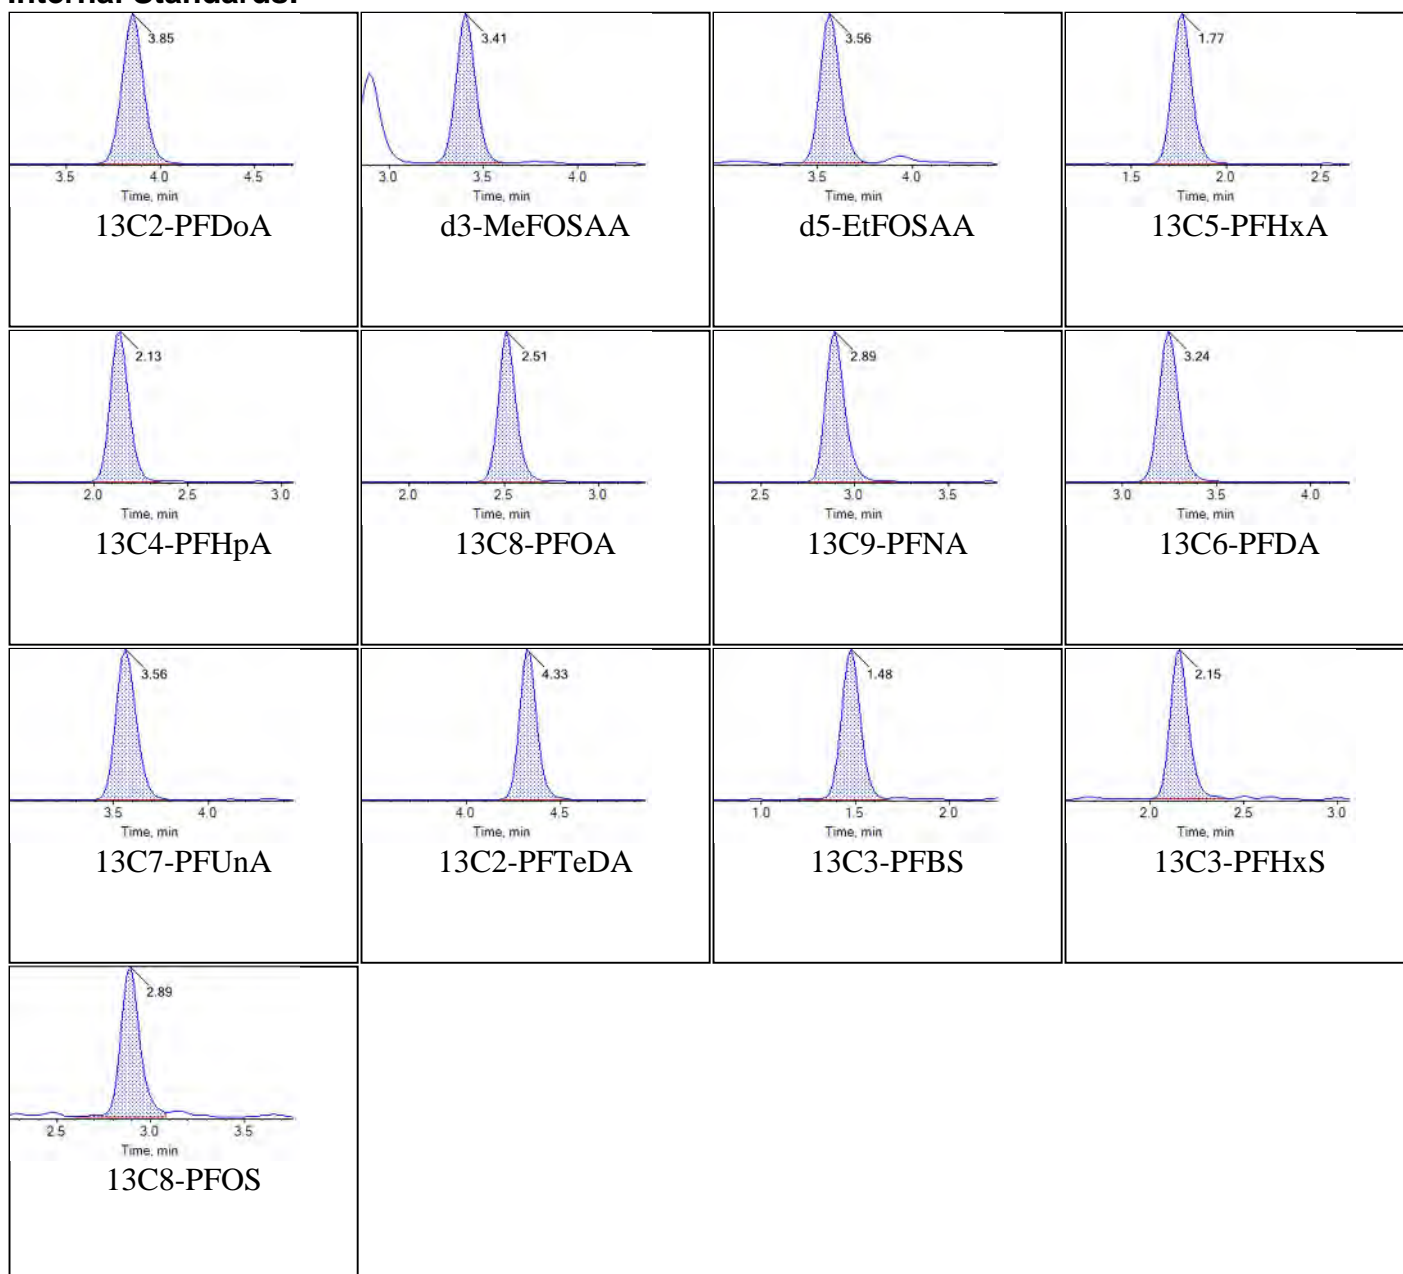 Internal Standards:
3.85
3.5 4.0 4.5
Time, min
13C2-PFDoA
3.41
3.0 3.5 4.0
Time, min
d3-MeFOSAA
3.56
3.5 4.0
Time, min
d5-EtFOSAA
1.77
1.5 2.0 2.5
Time, min
13C5-PFHxA
2.13
2.0 2.5 3.0
Time, min
13C4-PFHpA
2.51
2.0 2.5 3.0
Time, min
13C8-PFOA
2.89
2.5 3.0 3.5
Time, min
13C9-PFNA
3.24
3.0 3.5 4.0
Time, min
13C6-PFDA
3.56
3.5 4.0
Time, min
13C7-PFUnA
4.33
4.0 4.5
Time, min
13C2-PFTeDA
1.48
1.0 1.5 2.0
Time, min
13C3-PFBS
2.15
2.0 2.5 3.0
Time, min
13C3-PFHxS
2.89
2.5 3.0 3.5
Time, min
13C8-PFOS